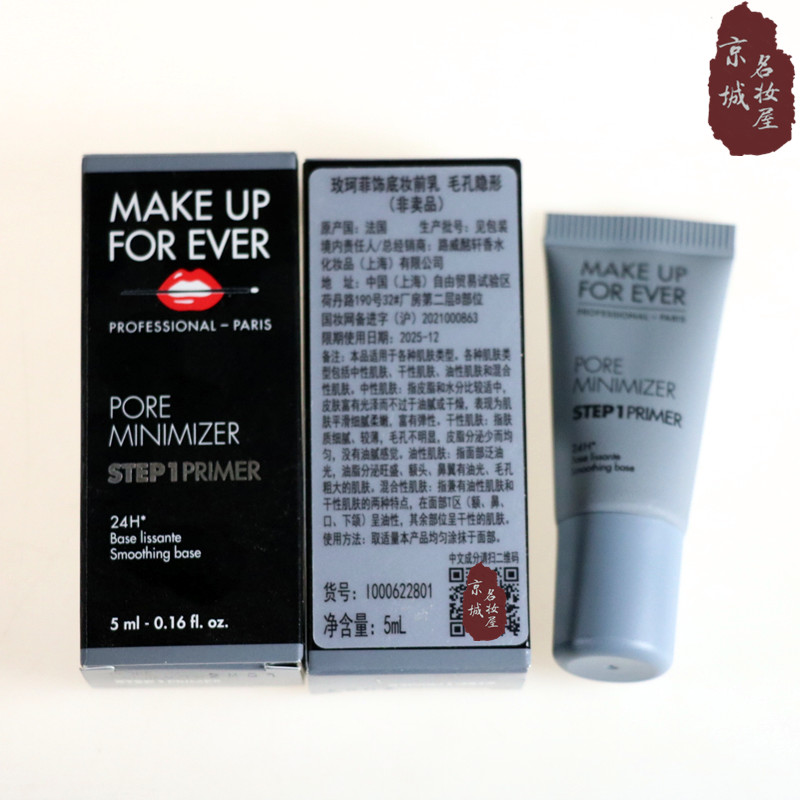 京城
名妆屋
MAKE UP
FOR EVER
PROFESSIONAL – PARIS
PORE
MINIMIZER
STEP 1 PRIMER
24H*
Base lissante
Smoothing base
5 ml - 0.16 fl. oz.
STEP 1 PRIMER
玫珂菲饰底妆前乳 毛孔隐形
（非卖品）
原产国：法国 生产批号：见包装
境内责任人/总经销商：路威酩轩香水
化妆品（上海）有限公司
地 址：中国（上海）自由贸易试验区
荷丹路190号32#厂房第二层B部位
国妆网备进字（沪）2021000863
限期使用日期：2025-12
备注：本品适用于各种肌肤类型。各种肌肤类
型包括中性肌肤、干性肌肤、油性肌肤和混合
性肌肤。中性肌肤：指皮脂和水分比较适中，
皮肤富有光泽而不过于油腻或干燥，表现为肌
肤平滑细腻柔嫩，富有弹性。干性肌肤：指肤
质细腻、较薄，毛孔不明显，皮脂分泌少而均
匀，没有油腻感觉。油性肌肤：指面部泛油
光，油脂分泌旺盛，额头、鼻翼有油光、毛孔
粗大的肌肤。混合性肌肤：指兼有油性肌肤和
干性肌肤的两种特点，在面部T区（额、鼻、
口、下颌）呈油性，其余部位呈干性的肌肤。
使用方法：取适量本产品均匀涂抹于面部。
中文成分请扫二维码
货号：I000622801
净含量：5mL
京城
名妆屋
MINIMIZER
MAKE UP
FOR EVER
PROFESSIONAL – PARIS
PORE
MINIMIZER
STEP 1 PRIMER
24H*
Base lissante
Smoothing base